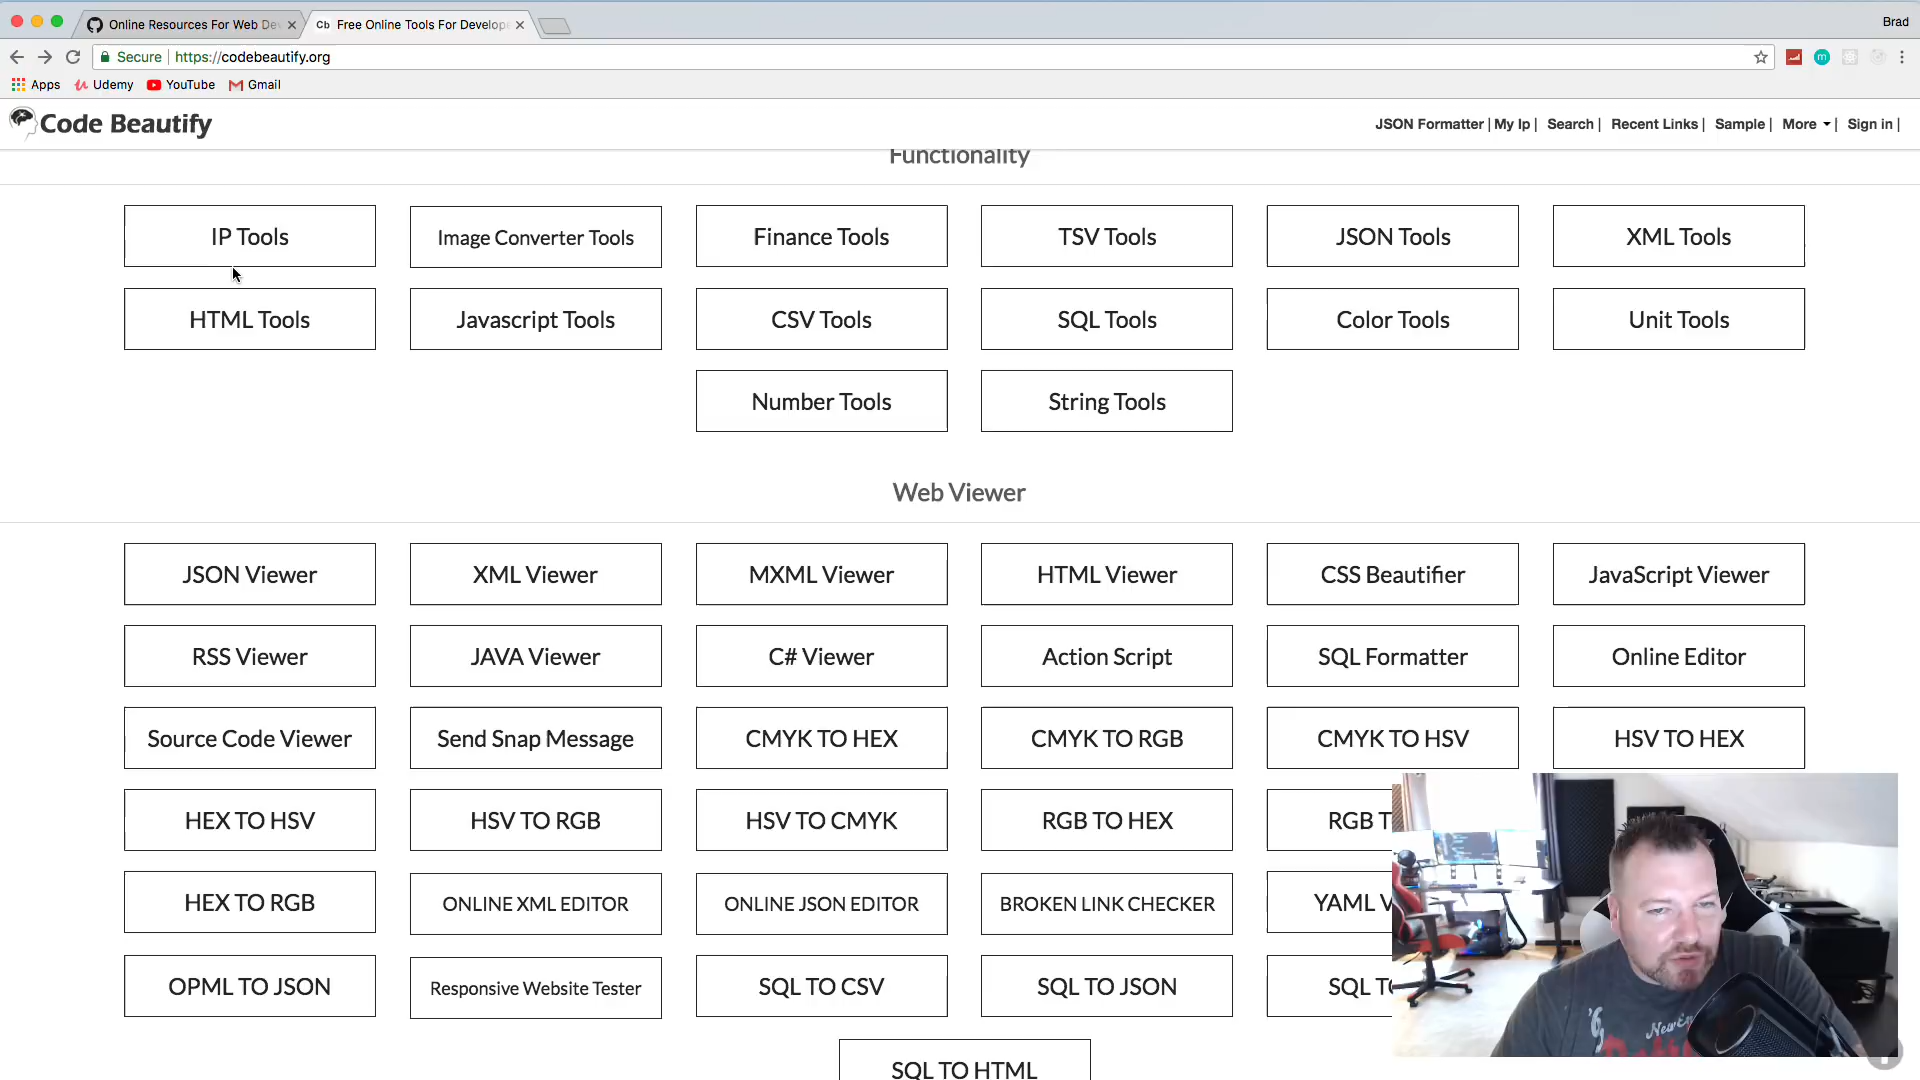 Online Resources For Web De
Cb Free Online Tools For Develope
Brad
Secure https://codebeautify.org
Apps Udemy YouTube Gmail
Code Beautify
JSON Formatter | My Ip | Search | Recent Links | Sample | More | Sign in |
Functionality
IP Tools Image Converter Tools Finance Tools TSV Tools JSON Tools XML Tools
HTML Tools Javascript Tools CSV Tools SQL Tools Color Tools Unit Tools
Number Tools String Tools
Web Viewer
JSON Viewer XML Viewer MXML Viewer HTML Viewer CSS Beautifier JavaScript Viewer
RSS Viewer JAVA Viewer C# Viewer Action Script SQL Formatter Online Editor
Source Code Viewer Send Snap Message CMYK TO HEX CMYK TO RGB CMYK TO HSV HSV TO HEX
HEX TO HSV HSV TO RGB HSV TO CMYK RGB TO HEX RGB T
HEX TO RGB ONLINE XML EDITOR ONLINE JSON EDITOR BROKEN LINK CHECKER YAML V
OPML TO JSON Responsive Website Tester SQL TO CSV SQL TO JSON SQL TO
SQL TO HTML